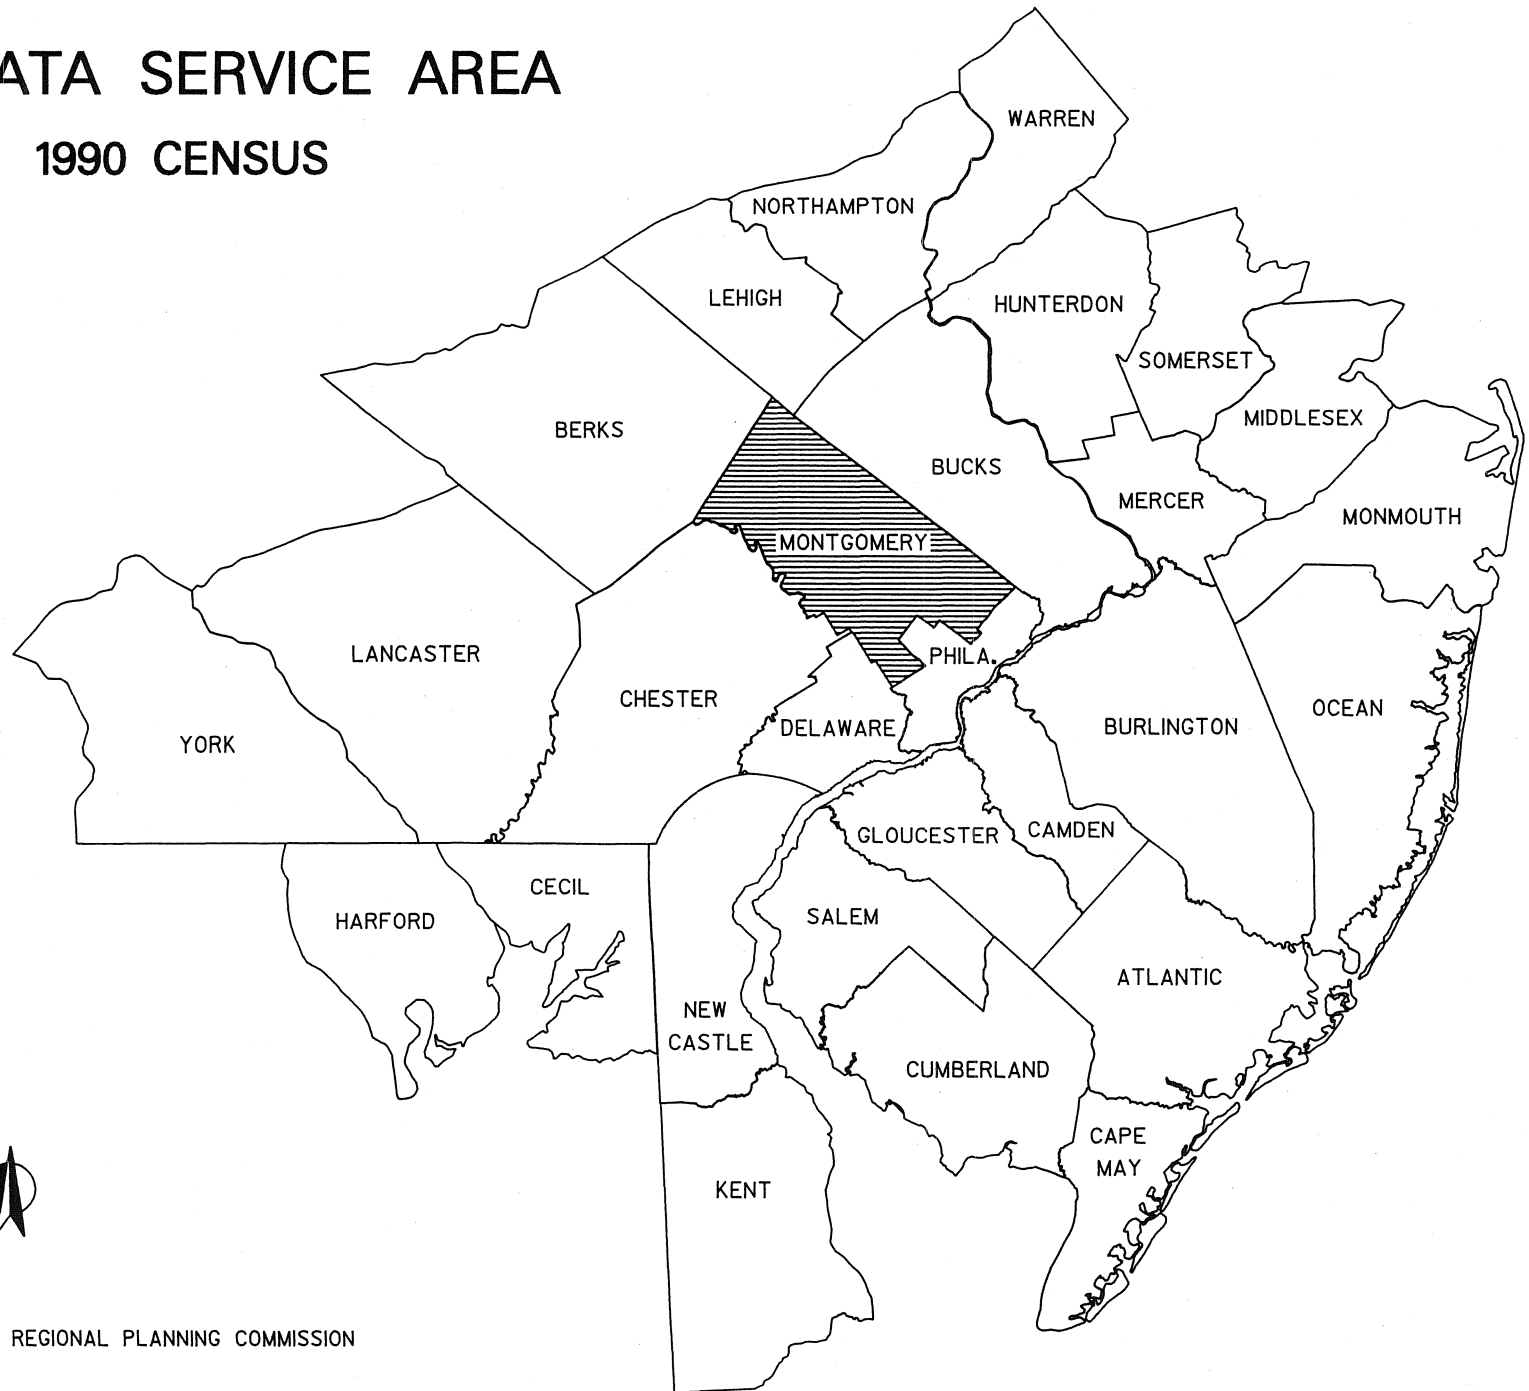 ATA SERVICE AREA
1990 CENSUS
WARREN
NORTHAMPTON
LEHIGH
HUNTERDON
SOMERSET
MIDDLESEX
BERKS
BUCKS
MERCER
MONMOUTH
MONTGOMERY
LANCASTER
PHILA.
CHESTER
OCEAN
DELAWARE
BURLINGTON
YORK
GLOUCESTER
CAMDEN
CECIL
HARFORD
SALEM
ATLANTIC
NEW
CASTLE
CUMBERLAND
CAPE
MAY
KENT
REGIONAL PLANNING COMMISSION